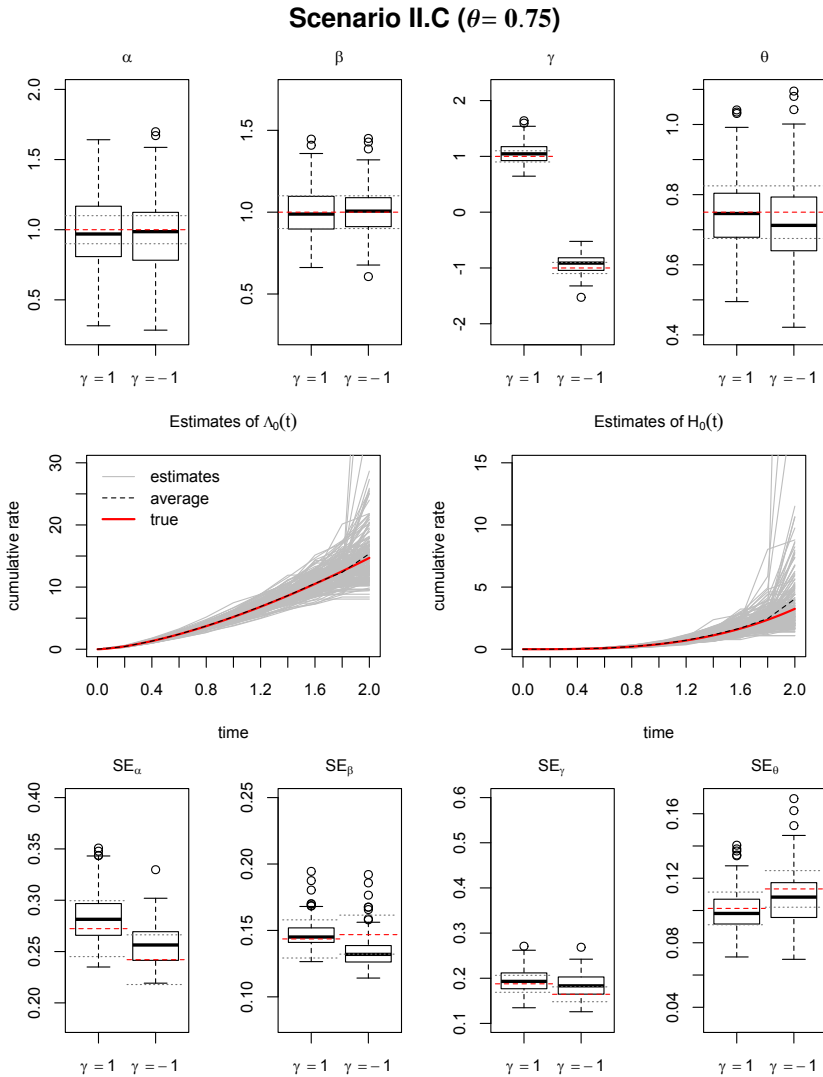 Scenario II.C (θ= 0.75)
α
β
γ
θ
2.0
1.5
1.0
0.5
1.5
1.0
0.5
2
1
0
-1
-2
1.0
0.8
0.6
0.4
γ = 1
γ = − 1
γ = 1
γ = − 1
γ = 1
γ = − 1
γ = 1
γ = − 1
Estimates of Λ₀(t)
Estimates of H₀(t)
cumulative rate
30
20
10
0
estimates
average
true
0.0
0.4
0.8
1.2
1.6
2.0
time
cumulative rate
15
10
5
0
0.0
0.4
0.8
1.2
1.6
2.0
time
SEα
SEβ
SEγ
SEθ
0.40
0.35
0.30
0.25
0.20
0.25
0.20
0.15
0.10
0.6
0.5
0.4
0.3
0.2
0.1
0.16
0.12
0.08
0.04
γ = 1
γ = − 1
γ = 1
γ = − 1
γ = 1
γ = − 1
γ = 1
γ = − 1